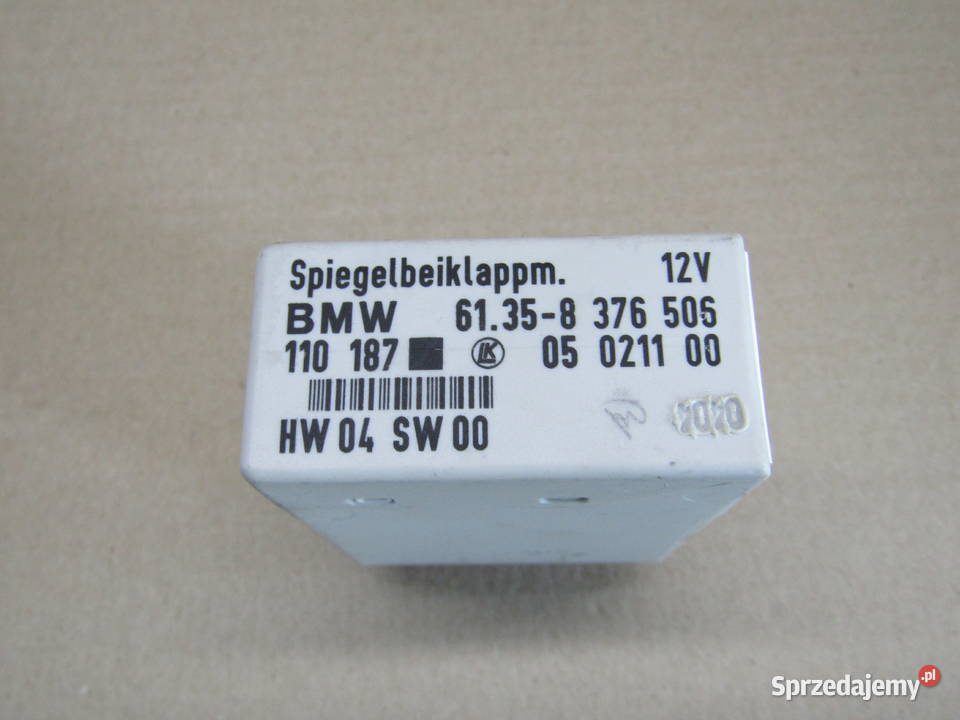 Spiegelbeiklappm. 12V
BMW 61.35-8 376 506
110 187 LK 05 0211 00
HW 04 SW 00
Sprzedajemy.pl